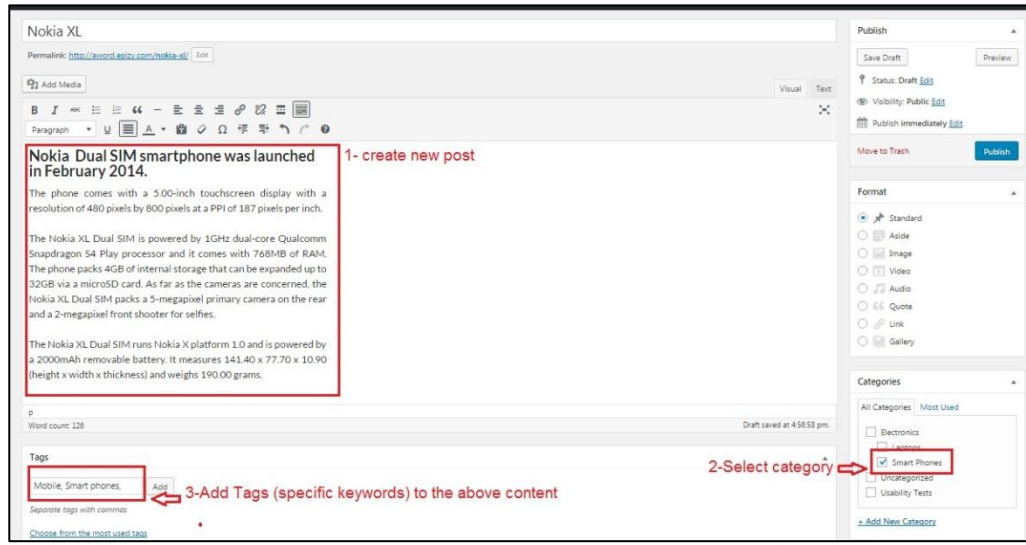 Nokia XL
Permalink: http://aword.epizy.com/nokia-xl/ Edit
Add Media
Visual Text
B I ABC
Paragraph U A Ω
Nokia Dual SIM smartphone was launched
in February 2014.
The phone comes with a 5.00-inch touchscreen display with a
resolution of 480 pixels by 800 pixels at a PPI of 187 pixels per inch.
The Nokia XL Dual SIM is powered by 1GHz dual-core Qualcomm
Snapdragon S4 Play processor and it comes with 768MB of RAM.
The phone packs 4GB of internal storage that can be expanded up to
32GB via a microSD card. As far as the cameras are concerned, the
Nokia XL Dual SIM packs a 5-megapixel primary camera on the rear
and a 2-megapixel front shooter for selfies.
The Nokia XL Dual SIM runs Nokia X platform 1.0 and is powered by
a 2000mAh removable battery. It measures 141.40 x 77.70 x 10.90
(height x width x thickness) and weighs 190.00 grams.
1- create new post
p
Word count: 126
Draft saved at 4:56:58 pm.
Tags
Mobile, Smart phones,
Add
3-Add Tags (specific keywords) to the above content
Separate tags with commas
Choose from the most used tags
Publish
Save Draft
Preview
Status: Draft Edit
Visibility: Public Edit
Publish immediately Edit
Move to Trash
Publish
Format
Standard
Aside
Image
Video
Audio
Quote
Link
Gallery
Categories
All Categories Most Used
Electronics
Laptops
2-Select category
Smart Phones
Uncategorized
Usability Tests
+ Add New Category